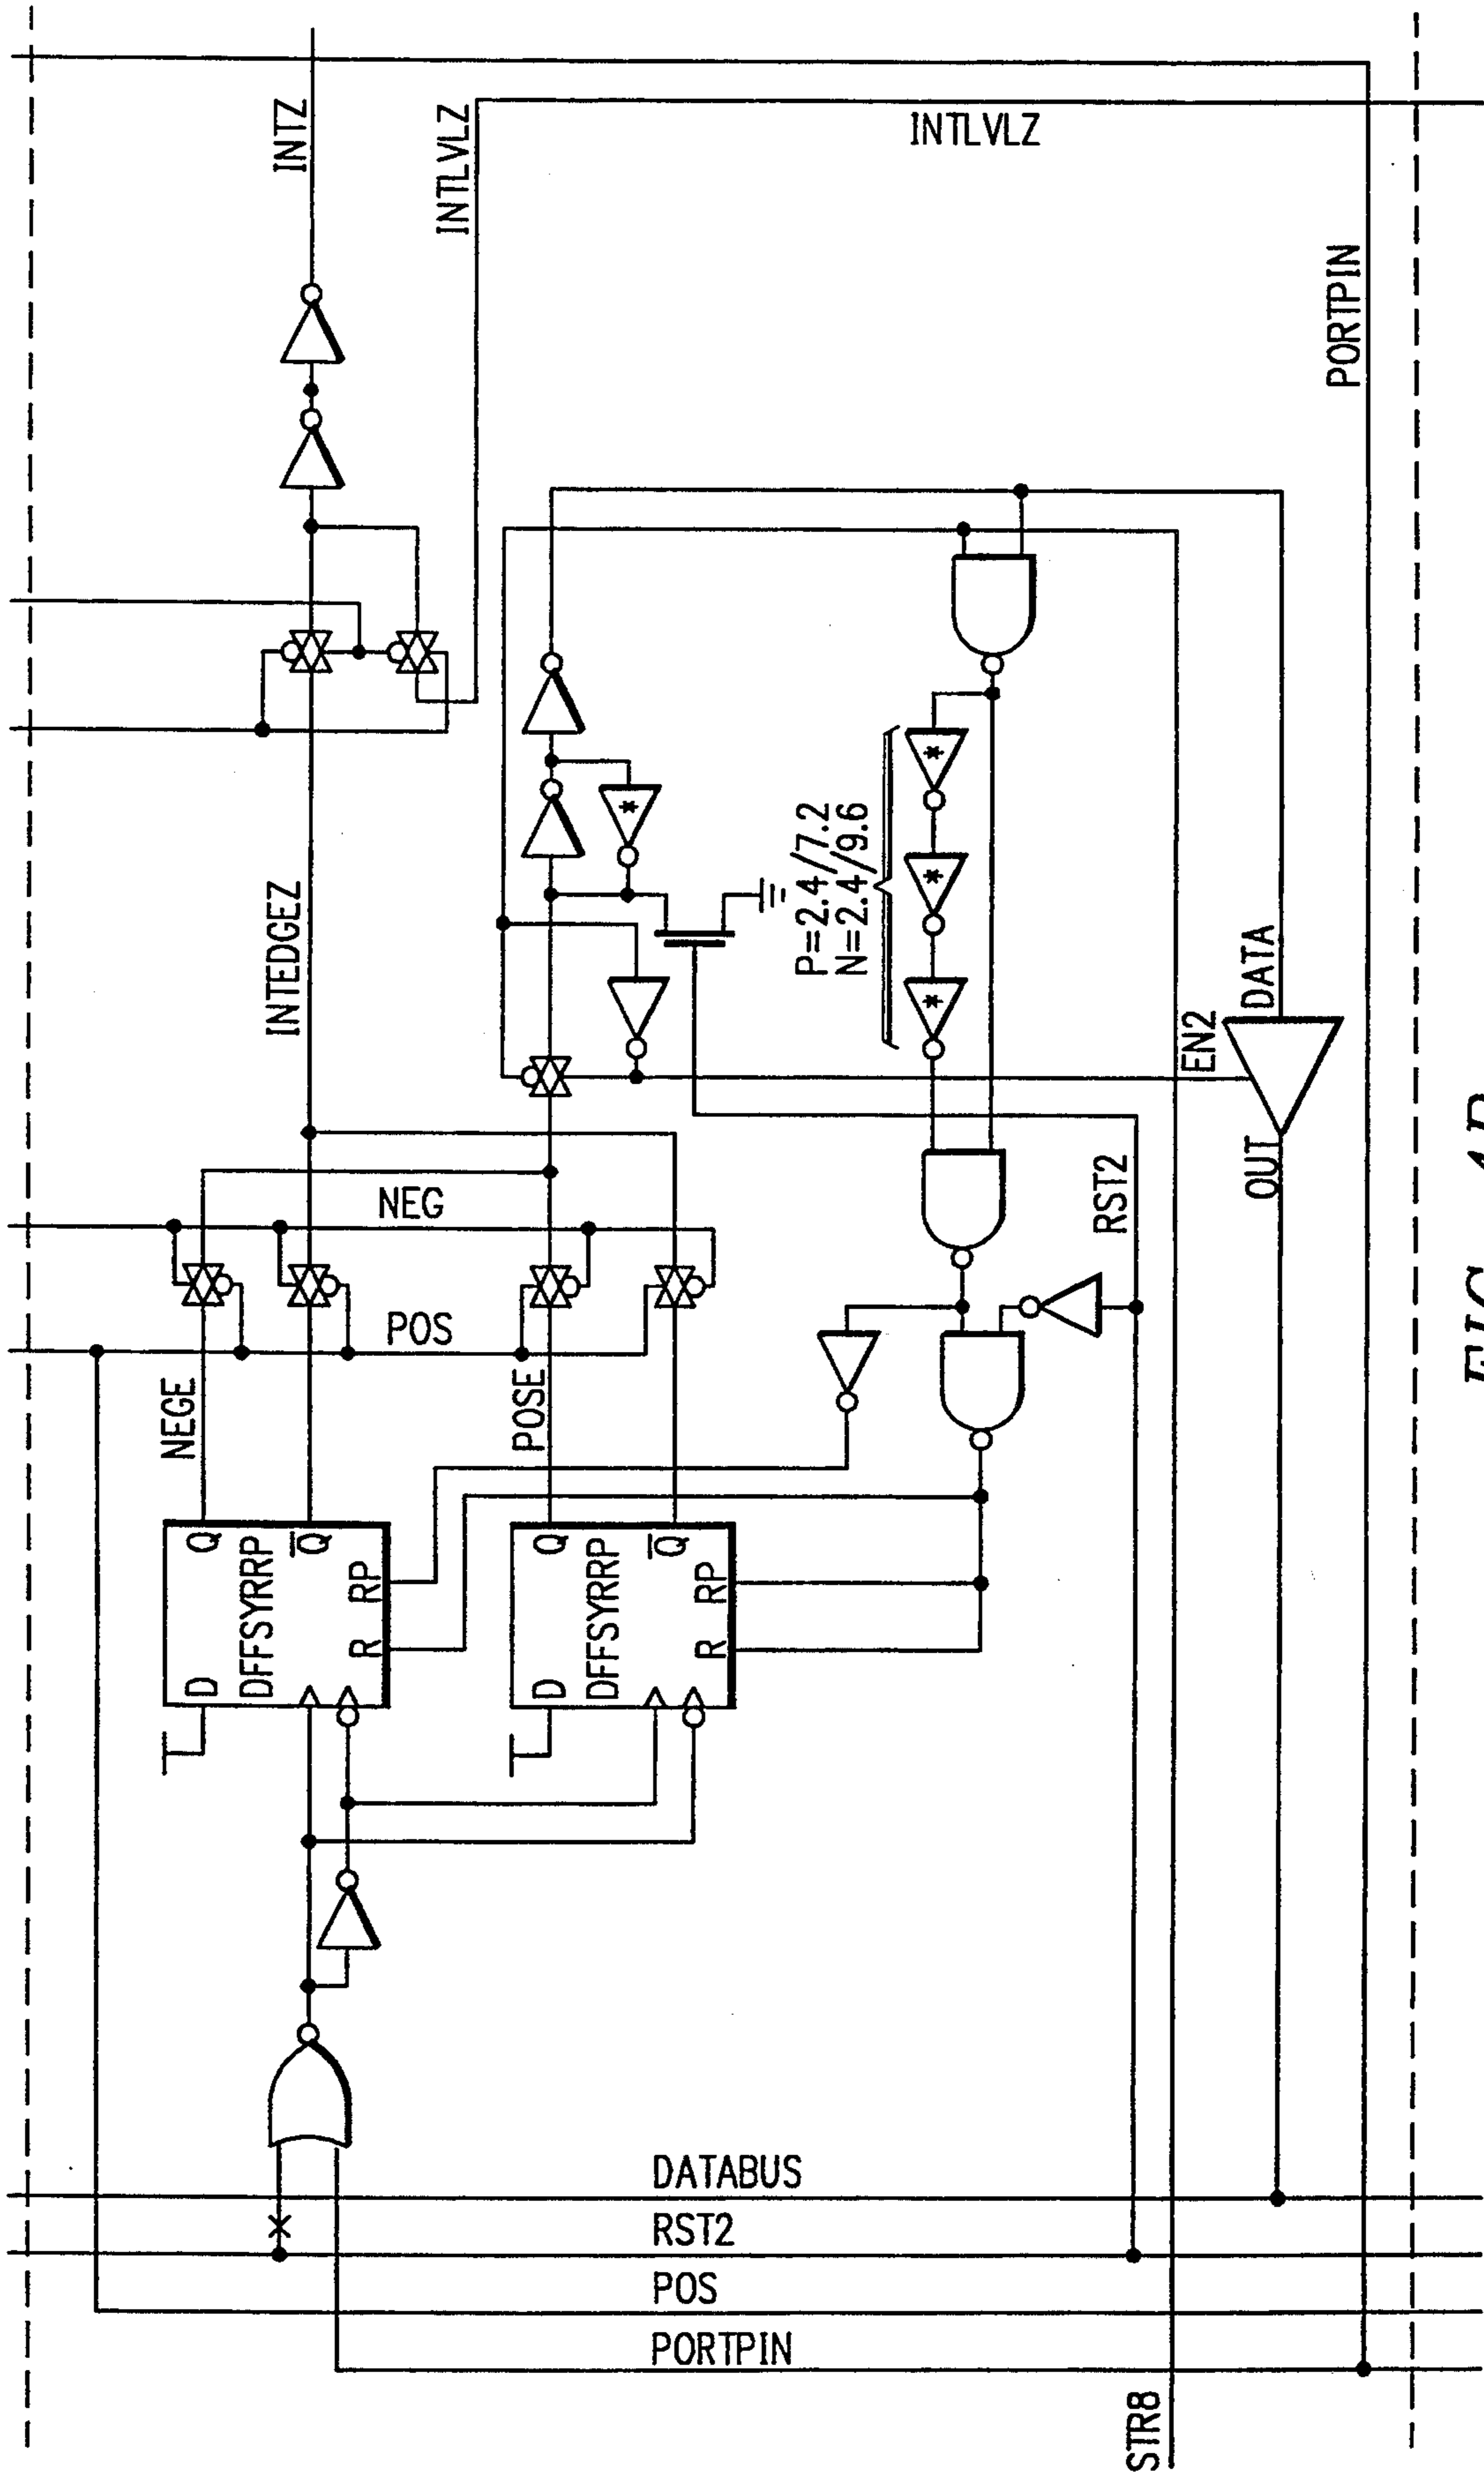 INTZ
INTLVLZ
INTLVLZ
PORTPIN
INTEDGEZ
*
P=2.4/7.2
N=2.4/9.6
*
*
*
EN2
DATA
OUT
NEG
POS
NEGE
POSE
RST2
D
DFFSYRRP
Q
Q
R
RP
D
DFFSYRRP
Q
Q
R
RP
DATABUS
RST2
POS
PORTPIN
STR8